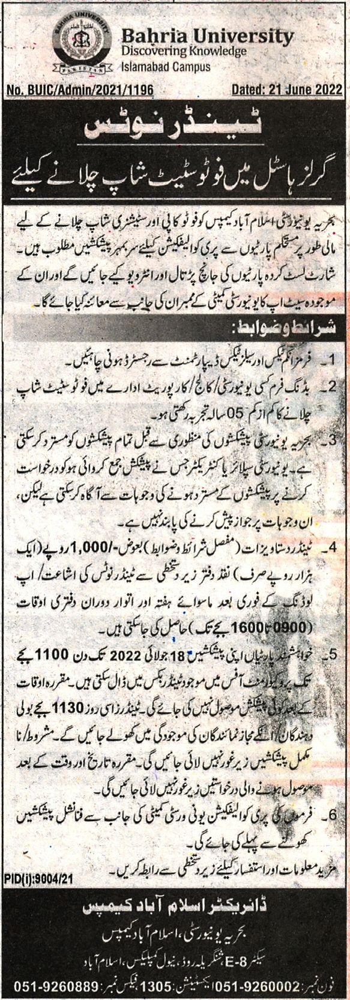 BAHRIA UNIVERSITY
PAKISTAN
Bahria University
Discovering Knowledge
Islamabad Campus
No. BUIC/Admin/2021/1196
Dated: 21 June 2022
ٹینڈر نوٹس
گرلز ہاسٹل میں فوٹو سٹیٹ شاپ چلانے کیلئے
بحریہ یونیورسٹی اسلام آباد کیمپس کو فوٹو کاپی اور سٹیشنری شاپ چلانے کے لیے
مالی طور پر مستحکم پارٹیوں سے پری کوالیفکیشن کیلئے سربمہر پیشکشیں مطلوب ہیں۔
شارٹ لسٹ کردہ پارٹیوں کی جانچ پڑتال اور انٹرویو کیے جائیں گے اور ان کے
موجودہ سیٹ اپ کا یونیورسٹی کمیٹی کے ممبران کی جانب سے معائنہ کیا جائے گا۔
شرائط و ضوابط:
1۔ فرمز انکم ٹیکس اور سیلز ٹیکس ڈیپارٹمنٹ سے رجسٹرڈ ہونی چاہئیں۔
2۔ بڈنگ فرم کسی یونیورسٹی/کالج/کارپوریٹ ادارے میں فوٹو سٹیٹ شاپ
چلانے کا کم از کم 05 سالہ تجربہ رکھتی ہو۔
3۔ بحریہ یونیورسٹی پیشکشوں کی منظوری سے قبل تمام پیشکشوں کو مسترد کر سکتی
ہے۔ یونیورسٹی سپلائر یا کنٹریکٹر جس نے پیشکش جمع کروائی ہو کو درخواست
کرنے پر پیشکشوں کے مسترد ہونے کی وجوہات سے آگاہ کر سکتی ہے لیکن،
ان وجوہات پر جواز پیش کرنے کی پابند نہیں ہے۔
4۔ ٹینڈر دستاویزات (مفصل شرائط و ضوابط) بعوض -/1,000 روپے (ایک
ہزار روپے صرف) نقد دفتر زیر دستخطی سے ٹینڈر نوٹس کی اشاعت/ اپ
لوڈنگ کے فوری بعد ماسوائے ہفتہ اور اتوار دوران دفتری اوقات
(0900 تا 1600 بجے تک) حاصل کی جا سکتی ہیں۔
5۔ خواہشمند پارٹیاں اپنی پیشکشیں 18 جولائی 2022 تک دن 1100 بجے
تک پروکیورمنٹ آفس میں موجود ٹینڈر بکس میں ڈال سکتی ہیں۔ مقررہ اوقات
کے بعد کوئی پیشکش موصول نہیں کی جائے گی۔ ٹینڈرز اسی روز 1130 بجے بولی
دہندگان/ انکے مجاز نمائندگان کی موجودگی میں کھولے جائیں گے۔ مشروط/ نا
مکمل پیشکشیں زیر غور نہیں لائی جائیں گی۔ مقررہ تاریخ اور وقت کے بعد
موصول ہونے والی درخواستیں زیر غور نہیں لائی جائیں گی۔
6۔ فرموں کی پری کوالیفکیشن یونی ورسٹی کمیٹی کی جانب سے فنانشل پیشکشیں
کھولنے سے پہلے کی جائے گی۔
مزید معلومات اور استفسار کیلئے زیر دستخطی سے رابطہ کریں۔
PID(i):9004/21
ڈائریکٹر اسلام آباد کیمپس
بحریہ یونیورسٹی، اسلام آباد کیمپس
سیکٹر E-8، شنگریلہ روڈ، نیول کمپلیکس، اسلام آباد
فون نمبر: 051-9260002 ایکسٹینشن: 1305، فیکس نمبر: 051-9260889